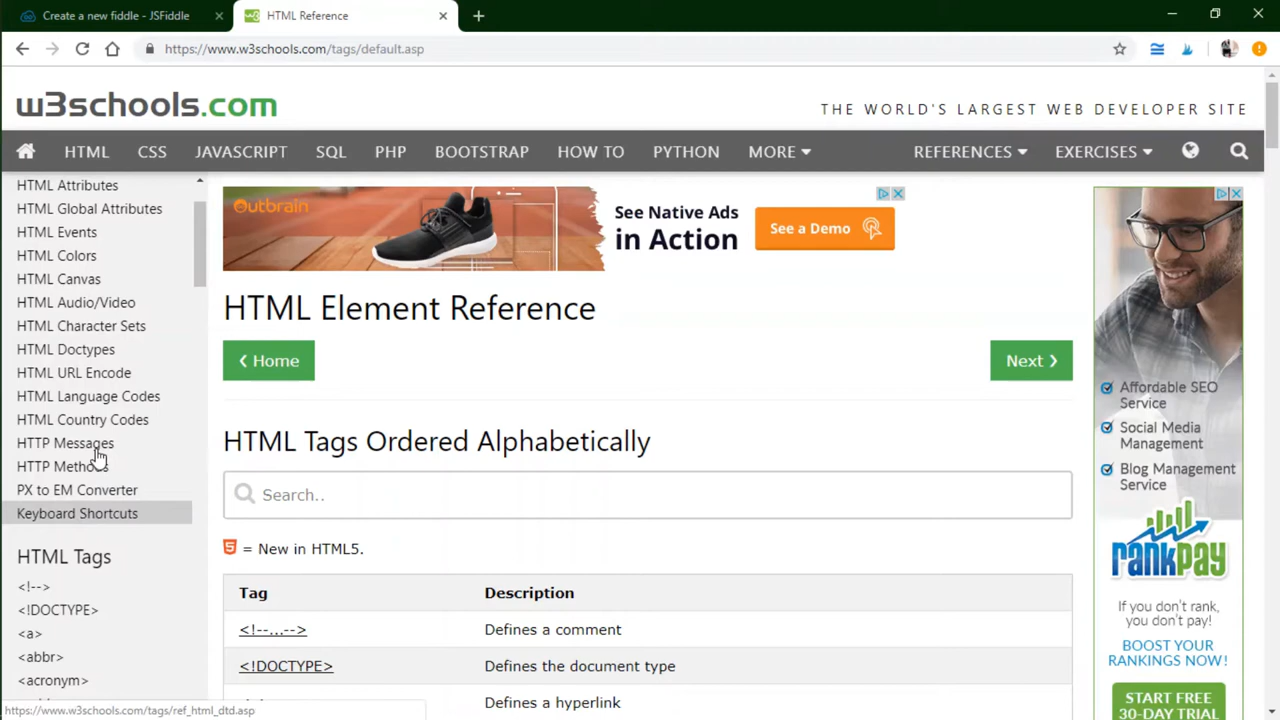 Create a new fiddle - JSFiddle
HTML Reference
https://www.w3schools.com/tags/default.asp
w3schools.com
THE WORLD'S LARGEST WEB DEVELOPER SITE
HTML CSS JAVASCRIPT SQL PHP BOOTSTRAP HOW TO PYTHON MORE REFERENCES EXERCISES
HTML Attributes
HTML Global Attributes
HTML Events
HTML Colors
HTML Canvas
HTML Audio/Video
HTML Character Sets
HTML Doctypes
HTML URL Encode
HTML Language Codes
HTML Country Codes
HTTP Messages
HTTP Methods
PX to EM Converter
Keyboard Shortcuts
HTML Tags
<!-->
<!DOCTYPE>
<a>
<abbr>
<acronym>
https://www.w3schools.com/tags/ref_html_dtd.asp
Outbrain
See Native Ads
in Action
See a Demo
HTML Element Reference
❮ Home
Next ❯
HTML Tags Ordered Alphabetically
Search..
5 = New in HTML5.
Tag Description
<!--...--> Defines a comment
<!DOCTYPE> Defines the document type
Defines a hyperlink
Affordable SEO
Service
Social Media
Management
Blog Management
Service
rankpay
If you don't rank,
you don't pay!
BOOST YOUR
RANKINGS NOW!
START FREE
30-DAY TRIAL